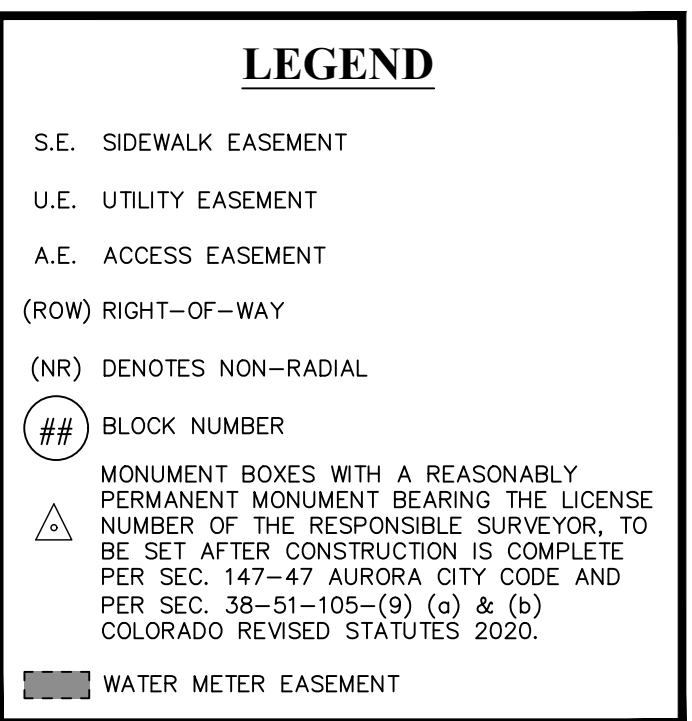 LEGEND
S.E. SIDEWALK EASEMENT
U.E. UTILITY EASEMENT
A.E. ACCESS EASEMENT
(ROW) RIGHT-OF-WAY
(NR) DENOTES NON-RADIAL
## BLOCK NUMBER
MONUMENT BOXES WITH A REASONABLY
PERMANENT MONUMENT BEARING THE LICENSE
NUMBER OF THE RESPONSIBLE SURVEYOR, TO
BE SET AFTER CONSTRUCTION IS COMPLETE
PER SEC. 147-47 AURORA CITY CODE AND
PER SEC. 38-51-105-(9) (a) & (b)
COLORADO REVISED STATUTES 2020.
WATER METER EASEMENT